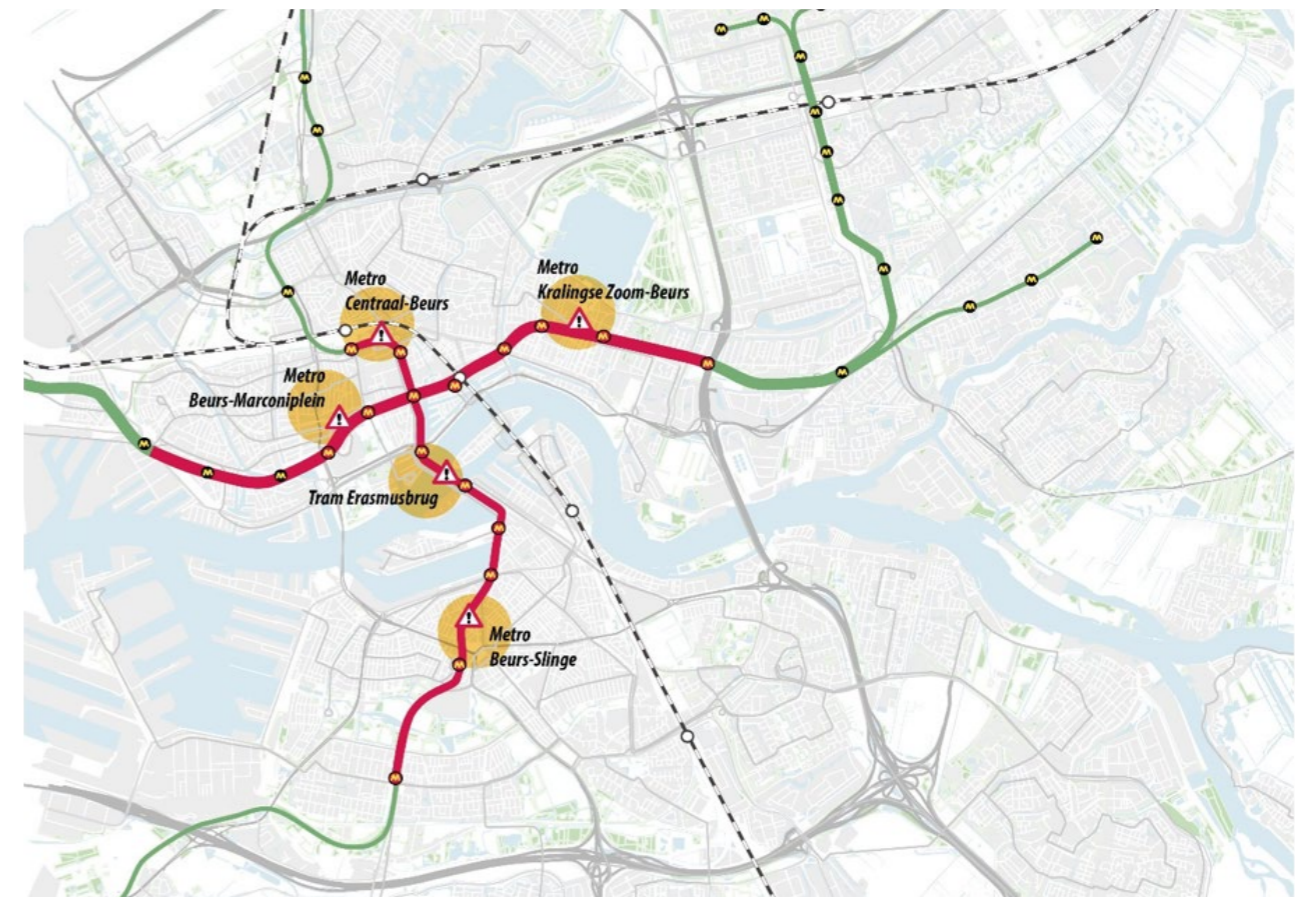 Metro
Centraal-Beurs
Metro
Kralingse Zoom-Beurs
Metro
Beurs-Marconiplein
Tram Erasmusbrug
Metro
Beurs-Slinge